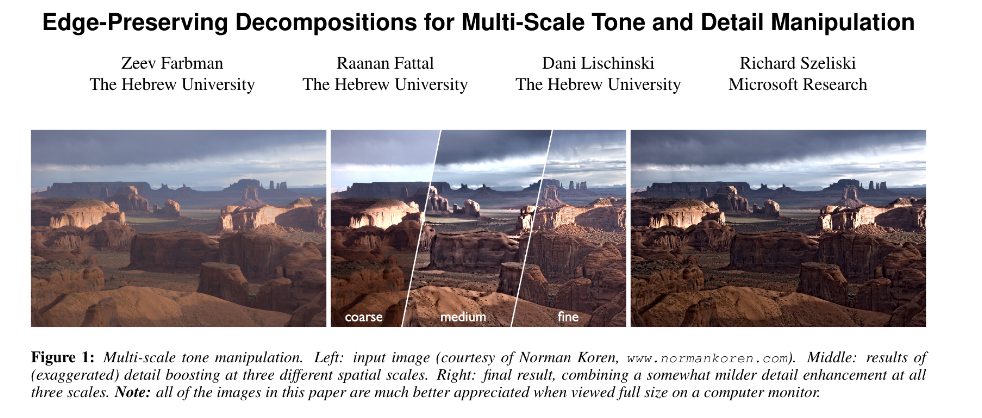 Edge-Preserving Decompositions for Multi-Scale Tone and Detail Manipulation
Zeev Farbman
The Hebrew University
Raanan Fattal
The Hebrew University
Dani Lischinski
The Hebrew University
Richard Szeliski
Microsoft Research
coarse
medium
fine
Figure 1: Multi-scale tone manipulation. Left: input image (courtesy of Norman Koren, www.normankoren.com). Middle: results of
(exaggerated) detail boosting at three different spatial scales. Right: final result, combining a somewhat milder detail enhancement at all
three scales. Note: all of the images in this paper are much better appreciated when viewed full size on a computer monitor.